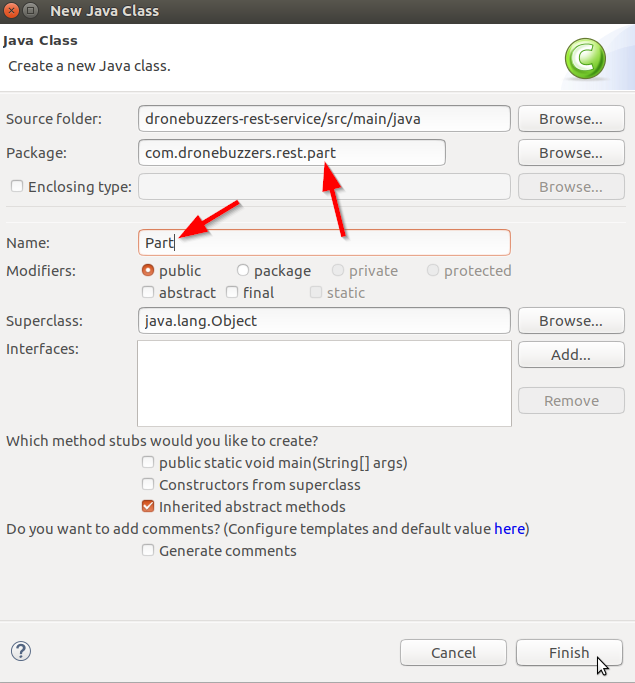 New Java Class
Java Class
Create a new Java class.
Source folder: dronebuzzers-rest-service/src/main/java Browse...
Package: com.dronebuzzers.rest.part Browse...
Enclosing type: Browse...
Name: Part
Modifiers: public package private protected
abstract final static
Superclass: java.lang.Object Browse...
Interfaces: Add...
Remove
Which method stubs would you like to create?
public static void main(String[] args)
Constructors from superclass
Inherited abstract methods
Do you want to add comments? (Configure templates and default value here)
Generate comments
? Cancel Finish